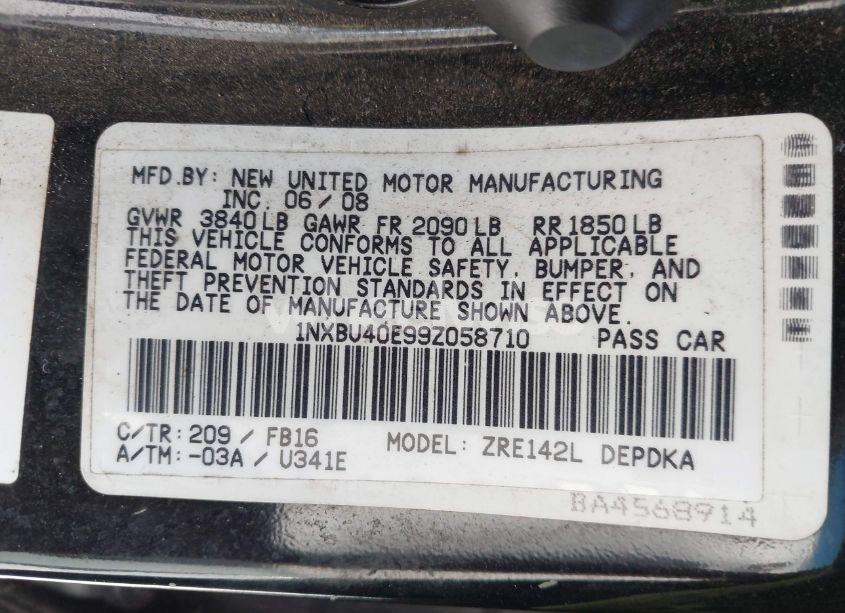 MFD.BY: NEW UNITED MOTOR MANUFACTURING
INC. 06/08
GVWR 3840LB GAWR FR 2090LB RR 1850LB
THIS VEHICLE CONFORMS TO ALL APPLICABLE
FEDERAL MOTOR VEHICLE SAFETY, BUMPER, AND
THEFT PREVENTION STANDARDS IN EFFECT ON
THE DATE OF MANUFACTURE SHOWN ABOVE.
1NXBU40E99Z058710 PASS CAR
C/TR: 209 / FB16
A/TM: -03A / U341E
MODEL: ZRE142L DEPDKA
BA4568914